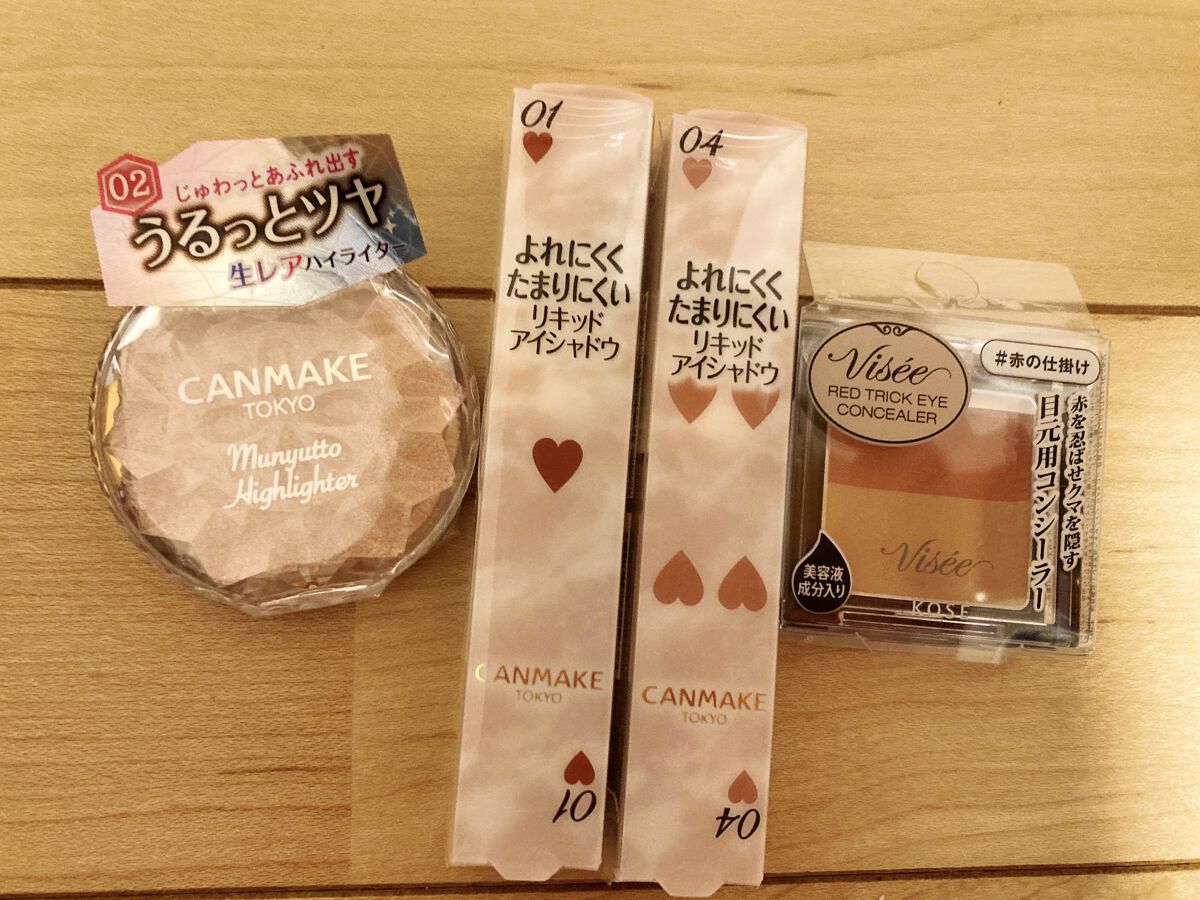 02
じゅわっとあふれ出す
うるっとツヤ
生レアハイライター
CANMAKE
TOKYO
Munyutto
Highlighter
01
よれにくく
たまりにくい
リキッド
アイシャドウ
CANMAKE
TOKYO
01
04
よれにくく
たまりにくい
リキッド
アイシャドウ
CANMAKE
TOKYO
04
Visée
RED TRICK EYE
CONCEALER
#赤の仕掛け
赤を忍ばせクマを隠す
目元用コンシーラー
美容液
成分入り
Visée
KOSE